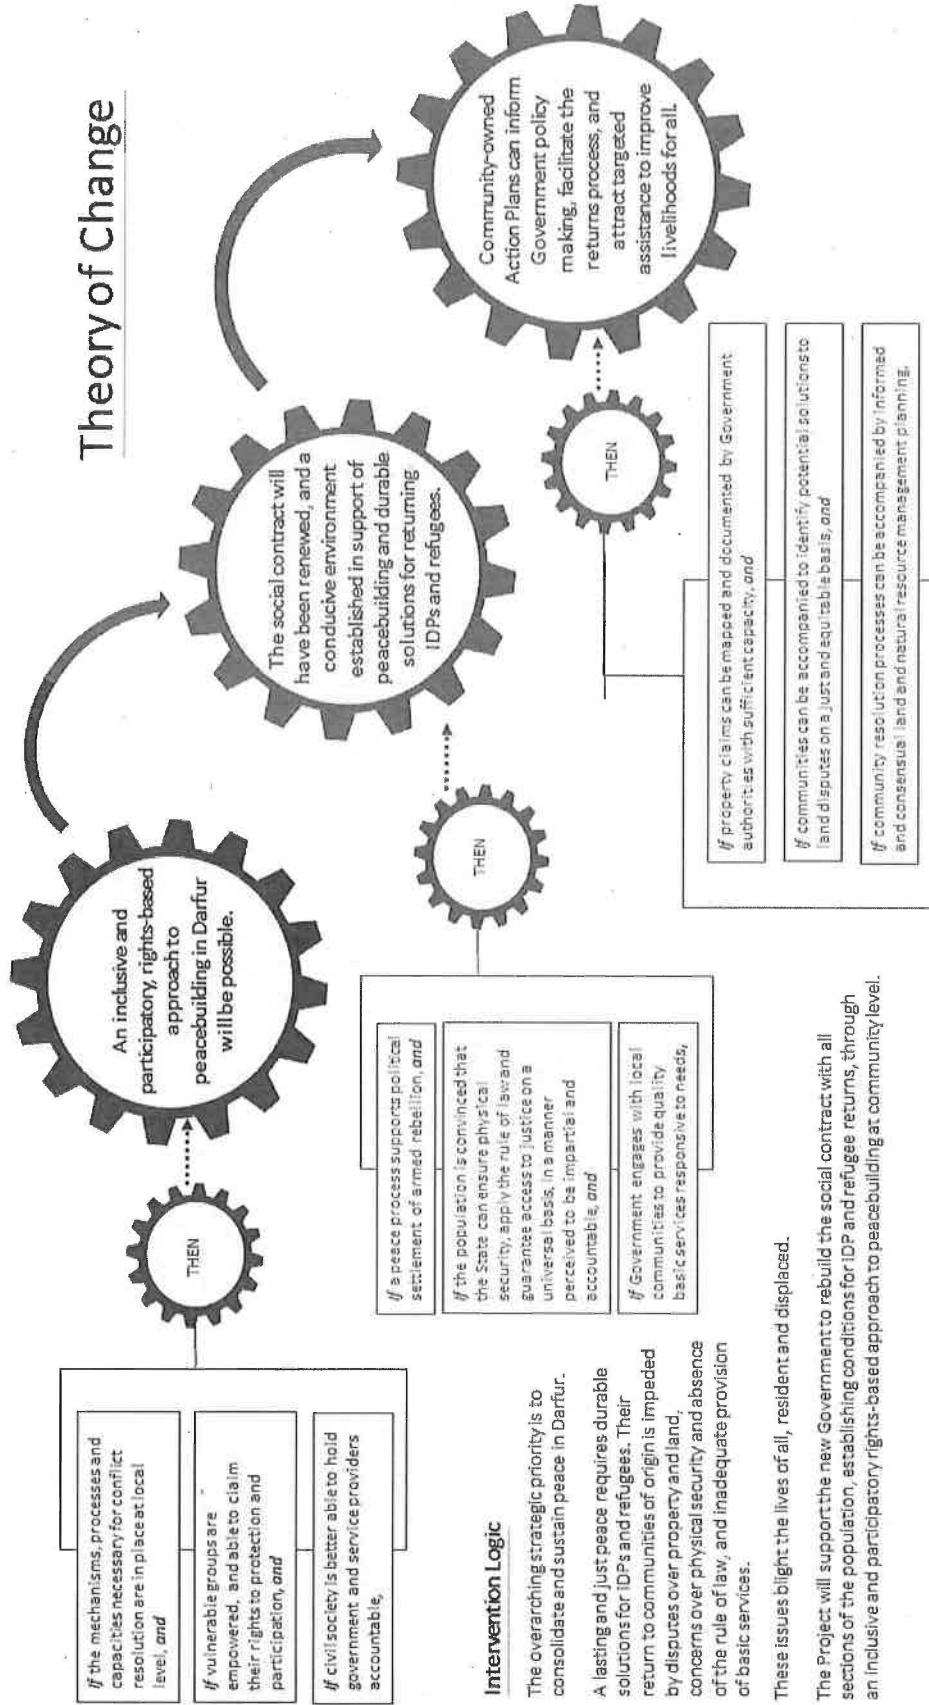 Theory of Change
If the mechanisms, processes and
capacities necessary for conflict
resolution are in place at local
level, and
If vulnerable groups are
empowered, and able to claim
their rights to protection and
participation, and
If civil society is better able to hold
government and service providers
accountable,
THEN
An inclusive and
participatory, rights-based
approach to
peacebuilding in Darfur
will be possible.
If a peace process supports political
settlement of armed rebellion, and
If the population is convinced that
the State can ensure physical
security, apply the rule of law and
guarantee access to justice on a
universal basis, in a manner
perceived to be impartial and
accountable, and
If Government engages with local
communities to provide quality
basic services responsive to needs,
THEN
The social contract will
have been renewed, and a
conducive environment
established in support of
peacebuilding and durable
solutions for returning
IDPs and refugees.
If property claims can be mapped and documented by Government
authorities with sufficient capacity, and
If communities can be accompanied to identify potential solutions to
land disputes on a just and equitable basis, and
If community resolution processes can be accompanied by informed
and consensual land and natural resource management planning,
THEN
Community-owned
Action Plans can inform
Government policy
making, facilitate the
returns process, and
attract targeted
assistance to improve
livelihoods for all.
Intervention Logic
The overarching strategic priority is to
consolidate and sustain peace in Darfur.
A lasting and just peace requires durable
solutions for IDPs and refugees. Their
return to communities of origin is impeded
by disputes over property and land,
concerns over physical security and absence
of the rule of law, and inadequate provision
of basic services.
These issues blight the lives of all, resident and displaced.
The Project will support the new Government to rebuild the social contract with all
sections of the population, establishing conditions for IDP and refugee returns, through
an inclusive and participatory rights-based approach to peacebuilding at community level.